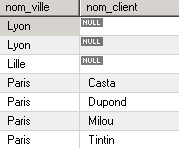 nom_ville nom_client
Lyon NULL
Lyon NULL
Lille NULL
Paris Casta
Paris Dupond
Paris Milou
Paris Tintin